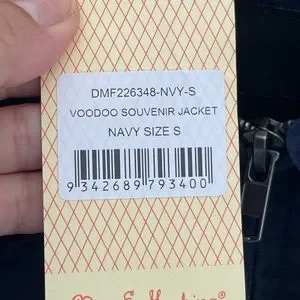 DMF226348-NVY-S
VOODOO SOUVENIR JACKET
NAVY SIZE S
9 342689 793400